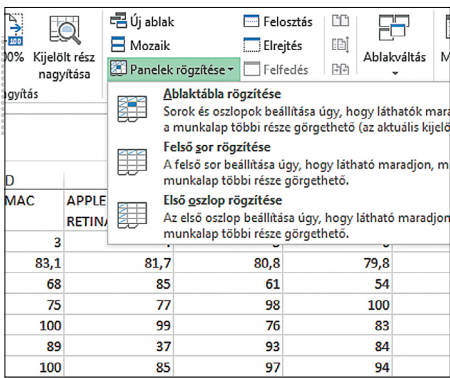 Új ablak
Mozaik
Panelek rögzítése
Felosztás
Elrejtés
Felfedés
100
0%
Kijelölt rész
nagyítása
Ablakváltás
Ablaktábla rögzítése
Sorok és oszlopok beállítása úgy, hogy láthatók mara
a munkalap többi része görgethető (az aktuális kijelö
Felső sor rögzítése
A felső sor beállítása úgy, hogy látható maradjon, m
munkalap többi része görgethető.
Első oszlop rögzítése
Az első oszlop beállítása úgy, hogy látható maradjon
munkalap többi része görgethető.
D
MAC APPLE
RETINA
3
83,1 81,7 80,8 79,8
68 85 61 54
75 77 98 100
100 99 76 83
89 37 93 84
100 85 97 94